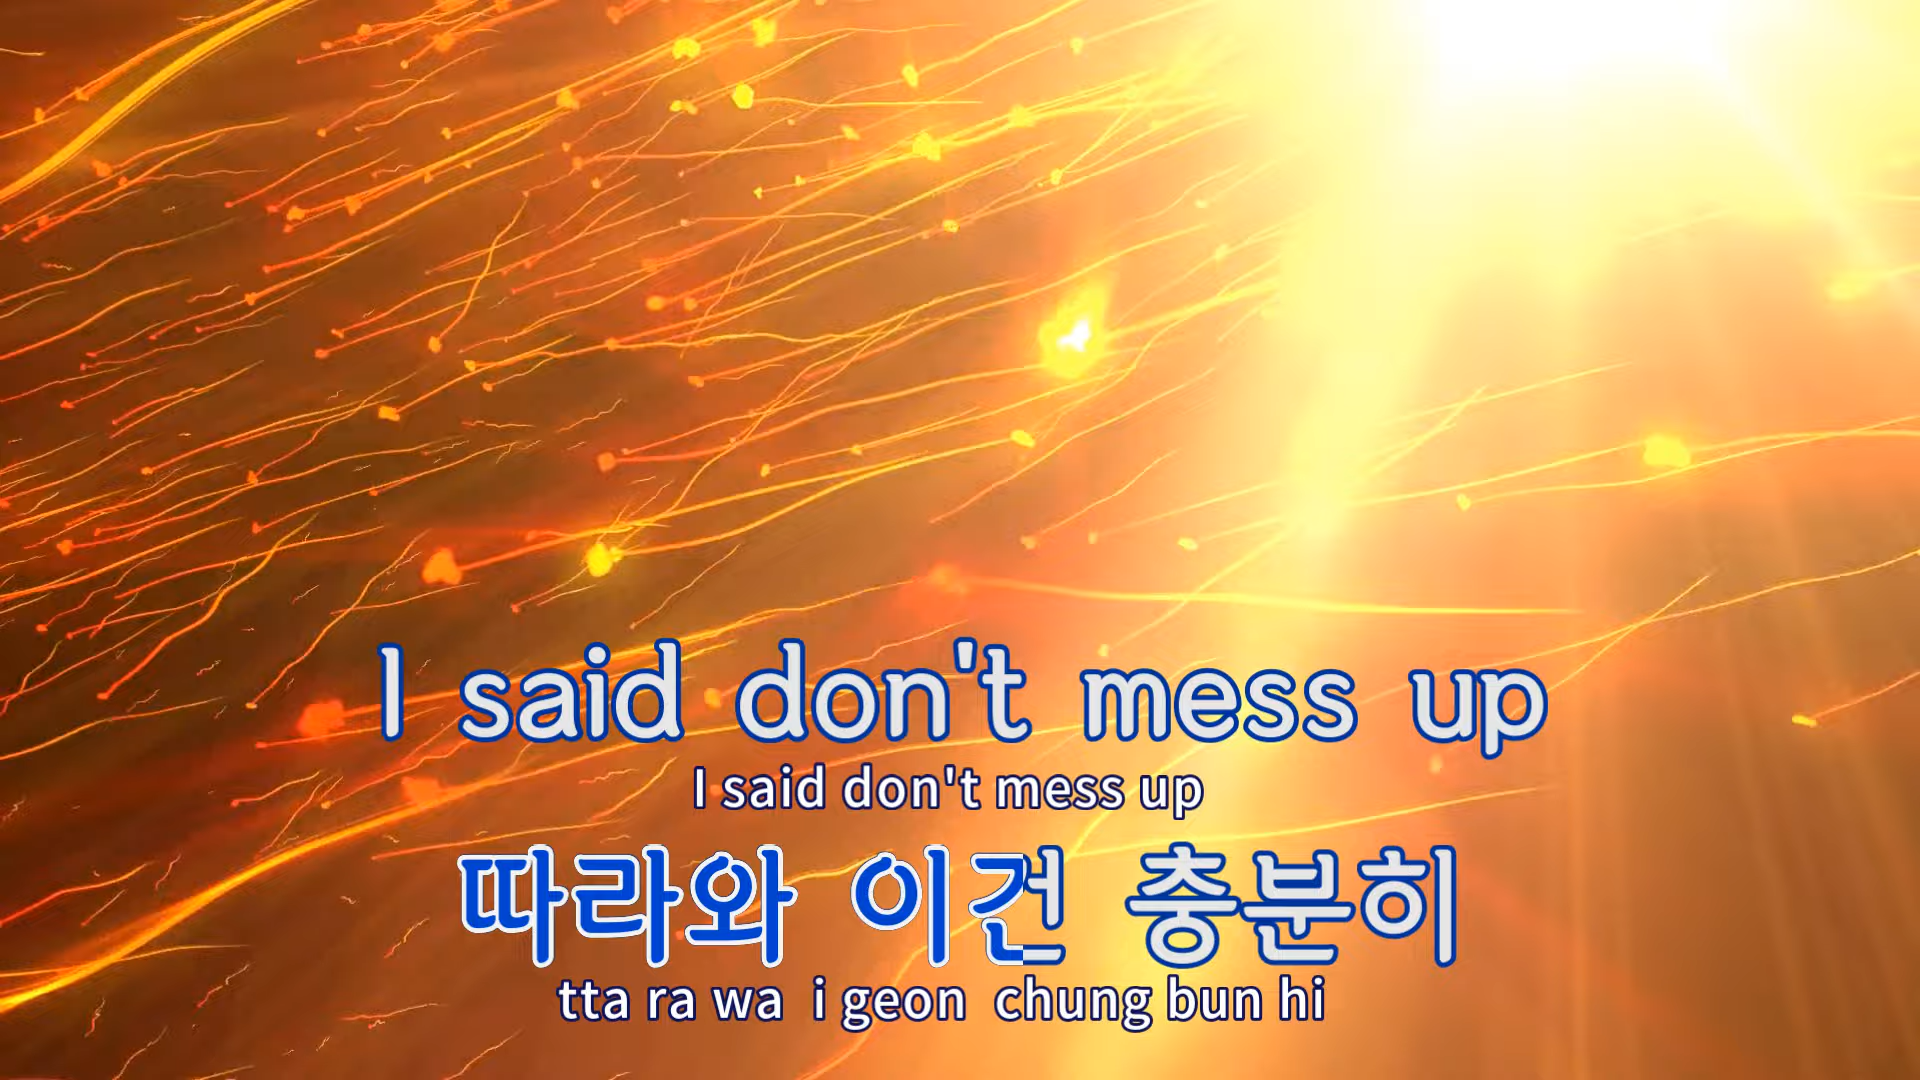 I said don't mess up
I said don't mess up
따라와 이건 충분히
tta ra wa i geon chung bun hi